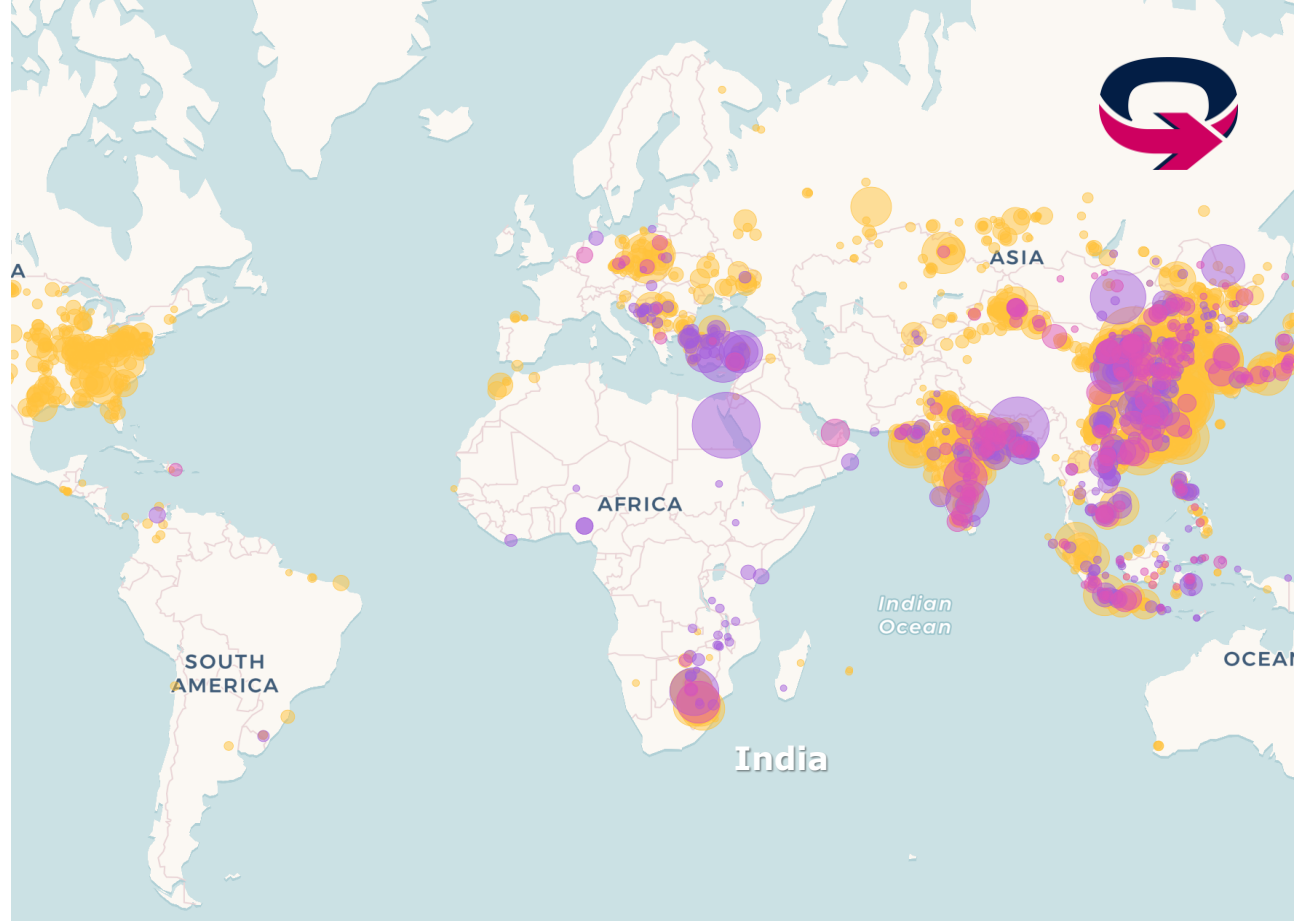 ASIA
A
AFRICA
Indian
Ocean
SOUTH
AMERICA
OCEAN
India